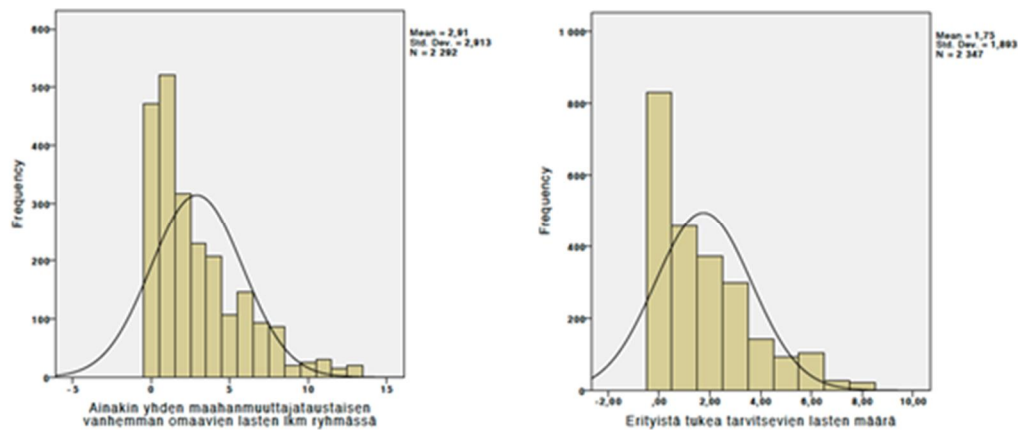 Mean = 2,91
Std. Dev. = 2,913
N = 2 292
600
500
400
300
200
100
0
Frequency
-5
0
5
10
15
Ainakin yhden maahanmuuttajataustaisen
vanhemman omaavien lasten lkm ryhmässä
Mean = 1,75
Std. Dev. = 1,893
N = 2 347
1 000
800
600
400
200
0
Frequency
-2,00
,00
2,00
4,00
6,00
8,00
10,00
Erityistä tukea tarvitsevien lasten määrä